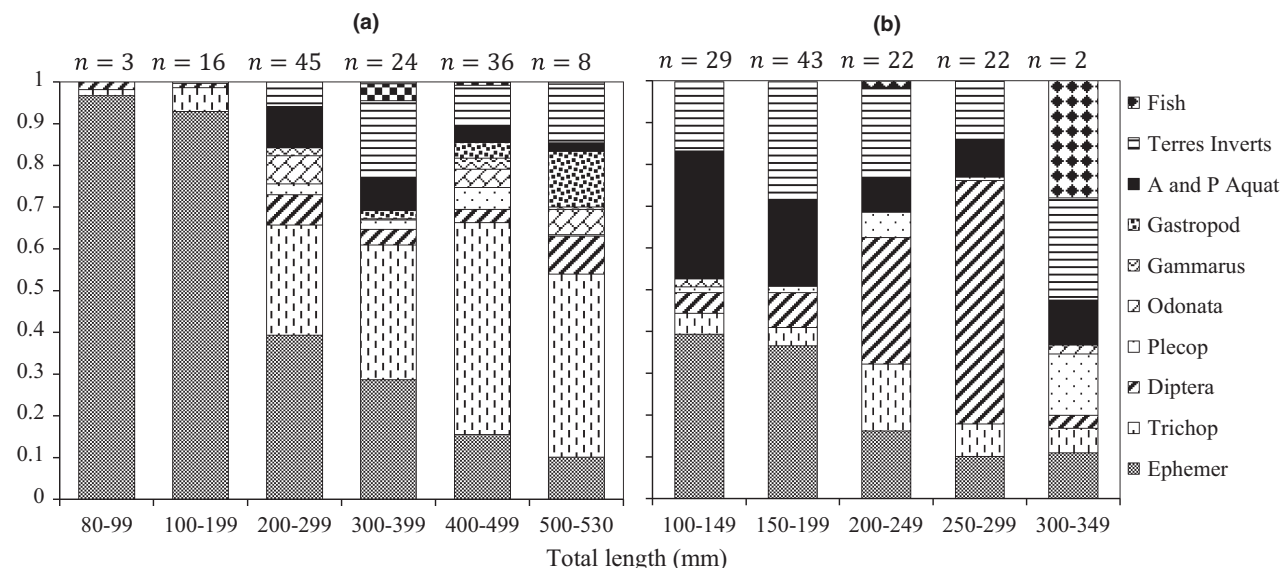 (a) (b)
n = 3 n = 16 n = 45 n = 24 n = 36 n = 8 n = 29 n = 43 n = 22 n = 22 n = 2
1
0.9
0.8
0.7
0.6
0.5
0.4
0.3
0.2
0.1
0
Fish
Terres Inverts
A and P Aquat
Gastropod
Gammarus
Odonata
Plecop
Diptera
Trichop
Ephemer
80-99 100-199 200-299 300-399 400-499 500-530 100-149 150-199 200-249 250-299 300-349
Total length (mm)